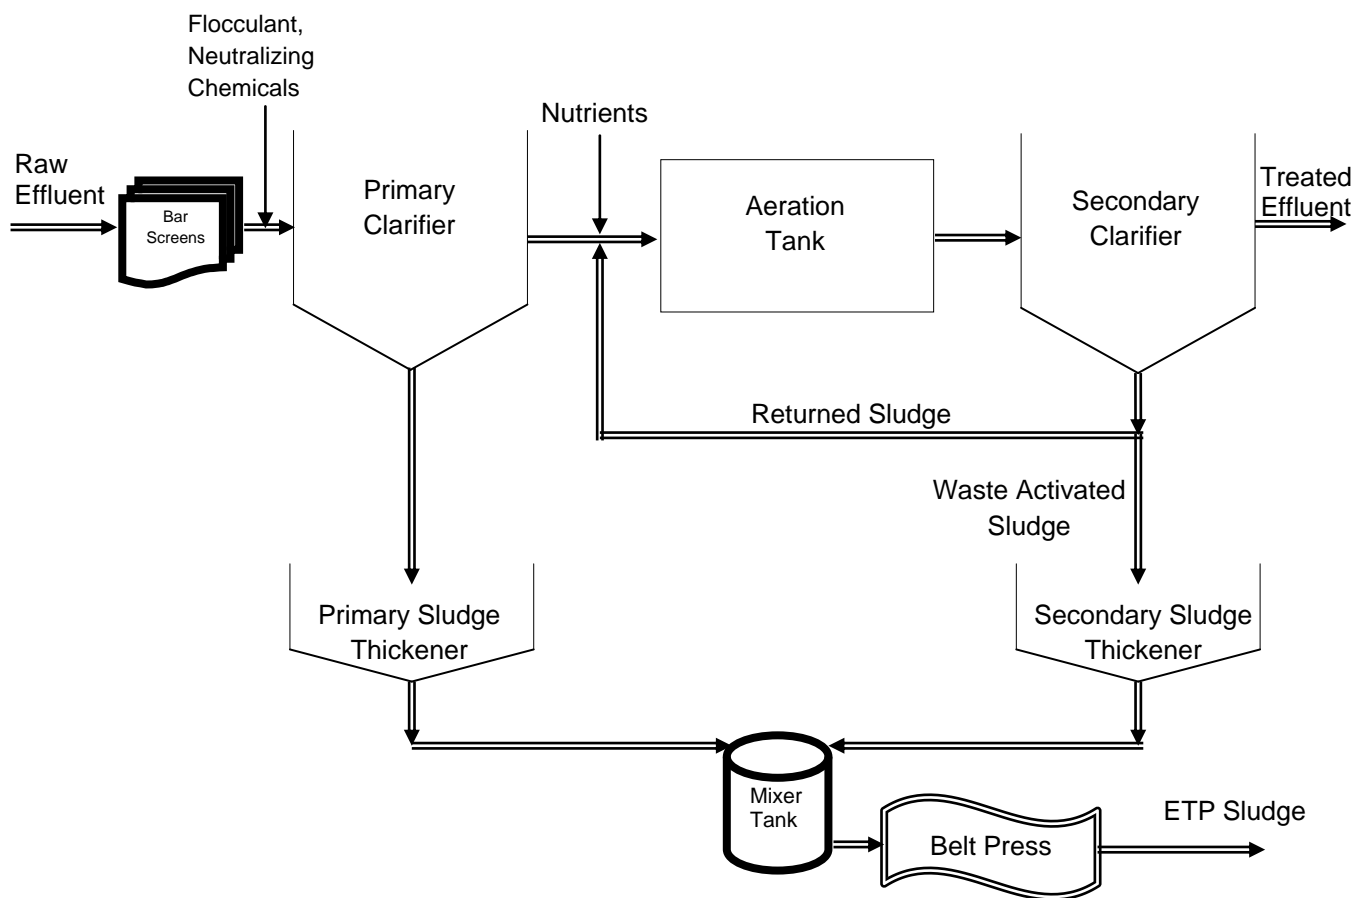 Flocculant,
Neutralizing
Chemicals
Nutrients
Raw
Effluent
Bar
Screens
Primary
Clarifier
Aeration
Tank
Secondary
Clarifier
Treated
Effluent
Returned Sludge
Waste Activated
Sludge
Primary Sludge
Thickener
Secondary Sludge
Thickener
Mixer
Tank
Belt Press
ETP Sludge